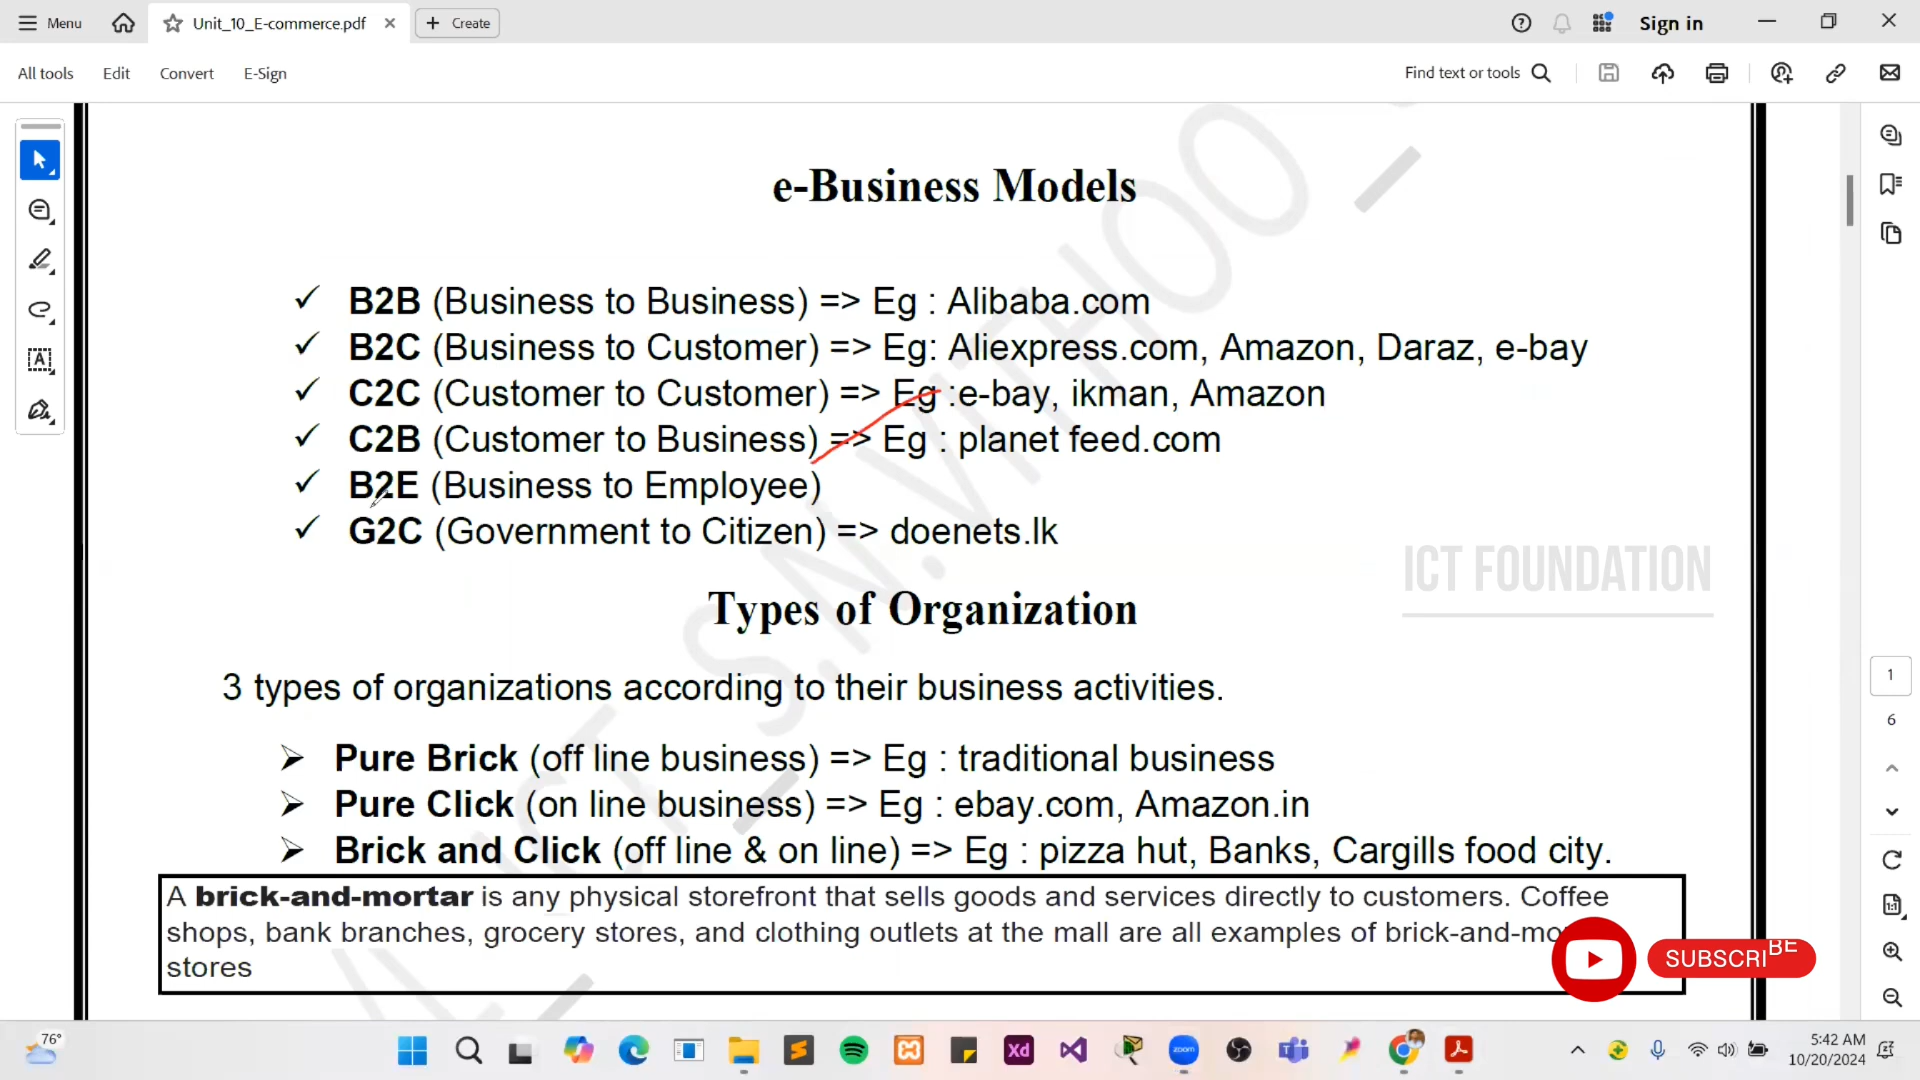 Menu
Unit_10_E-commerce.pdf
Create
Sign in
All tools
Edit
Convert
E-Sign
Find text or tools
e-Business Models
✓ B2B (Business to Business) => Eg : Alibaba.com
✓ B2C (Business to Customer) => Eg: Aliexpress.com, Amazon, Daraz, e-bay
✓ C2C (Customer to Customer) => Eg :e-bay, ikman, Amazon
✓ C2B (Customer to Business) => Eg : planet feed.com
✓ B2E (Business to Employee)
✓ G2C (Government to Citizen) => doenets.lk
ICT FOUNDATION
Types of Organization
3 types of organizations according to their business activities.
➢ Pure Brick (off line business) => Eg : traditional business
➢ Pure Click (on line business) => Eg : ebay.com, Amazon.in
➢ Brick and Click (off line & on line) => Eg : pizza hut, Banks, Cargills food city.
A brick-and-mortar is any physical storefront that sells goods and services directly to customers. Coffee
shops, bank branches, grocery stores, and clothing outlets at the mall are all examples of brick-and-mo
stores
SUBSCRIBE
1
6
ICT_S.N.VITHOO_
76°
zoom
Xd
5:42 AM
10/20/2024